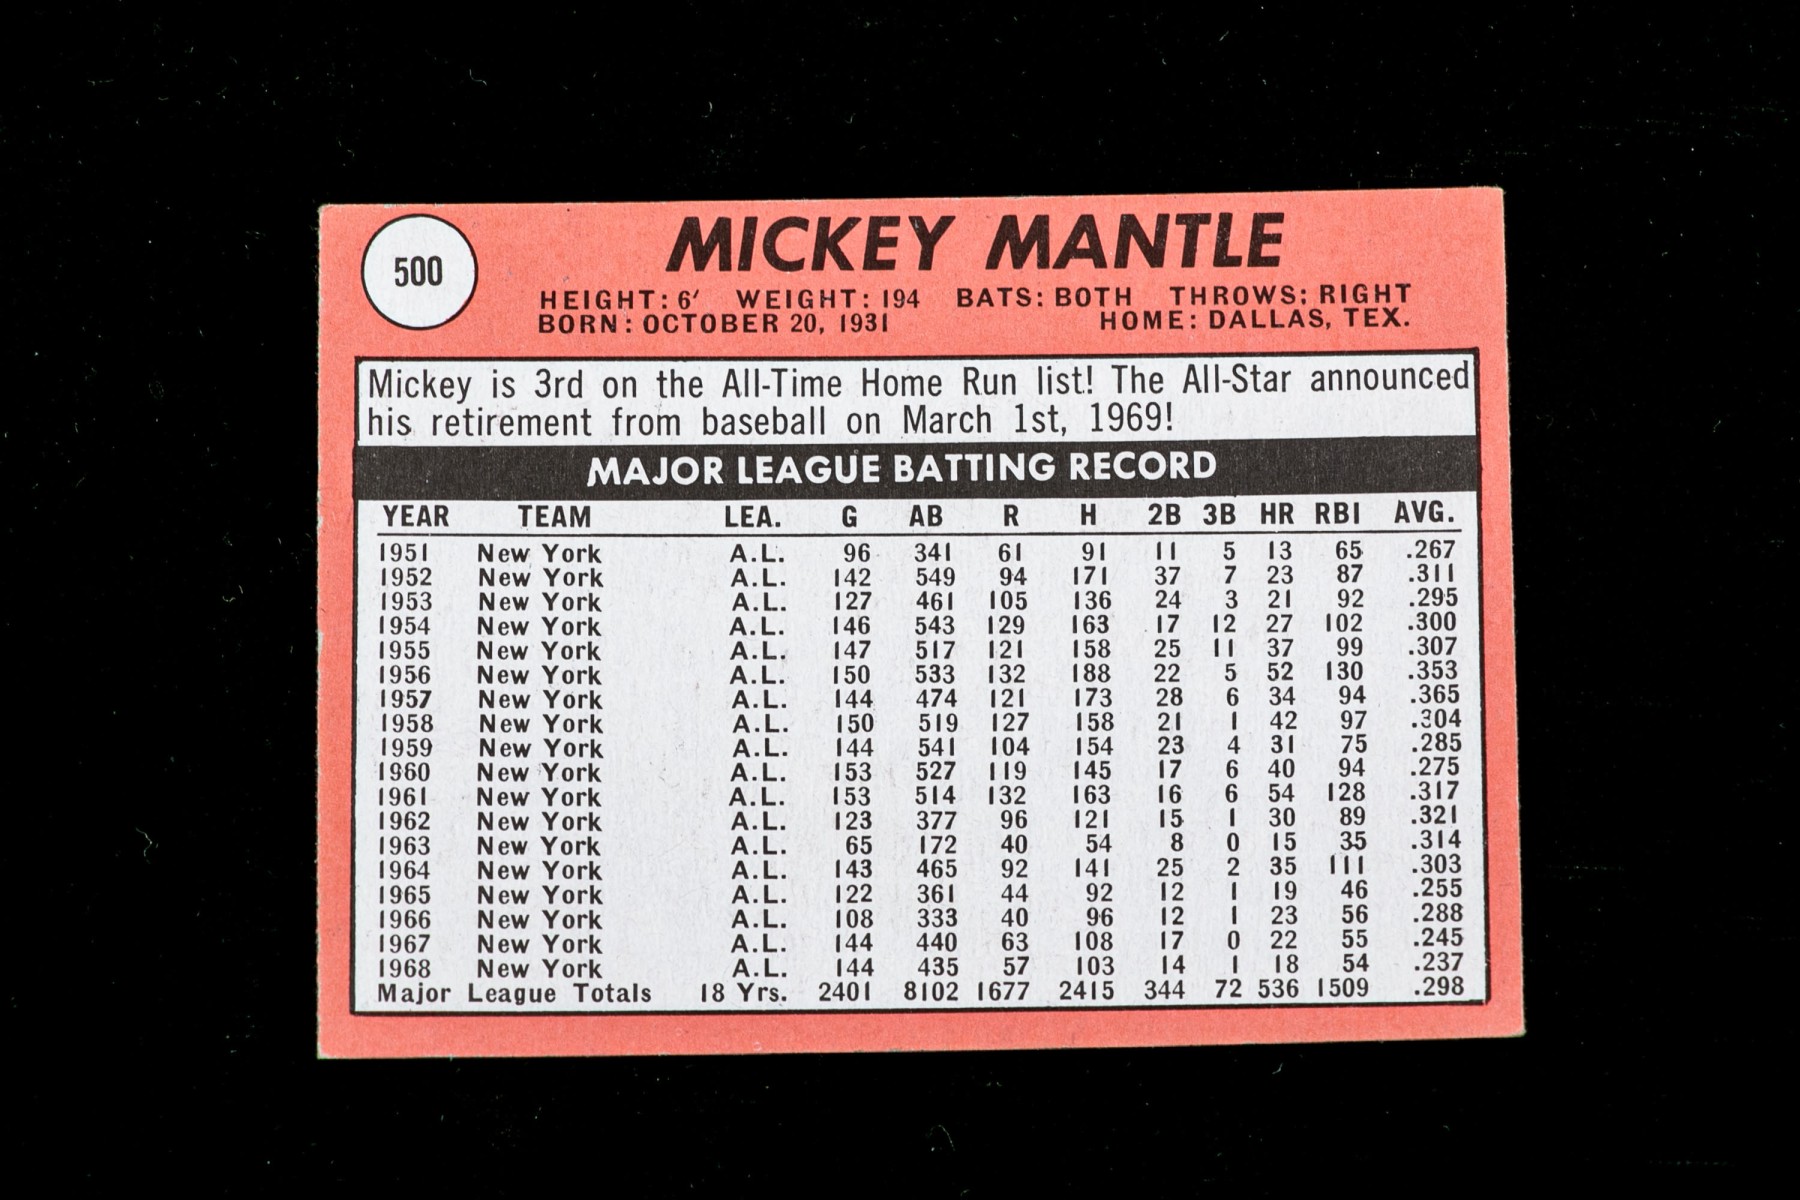 500
MICKEY MANTLE
HEIGHT: 6' WEIGHT: 194 BATS: BOTH THROWS: RIGHT
BORN: OCTOBER 20, 1931 HOME: DALLAS, TEX.
Mickey is 3rd on the All-Time Home Run list! The All-Star announced
his retirement from baseball on March 1st, 1969!
MAJOR LEAGUE BATTING RECORD
YEAR TEAM LEA. G AB R H 2B 3B HR RBI AVG.
1951 New York A.L. 96 341 61 91 11 5 13 65 .267
1952 New York A.L. 142 549 94 171 37 7 23 87 .311
1953 New York A.L. 127 461 105 136 24 3 21 92 .295
1954 New York A.L. 146 543 129 163 17 12 27 102 .300
1955 New York A.L. 147 517 121 158 25 11 37 99 .307
1956 New York A.L. 150 533 132 188 22 5 52 130 .353
1957 New York A.L. 144 474 121 173 28 6 34 94 .365
1958 New York A.L. 150 519 127 158 21 1 42 97 .304
1959 New York A.L. 144 541 104 154 23 4 31 75 .285
1960 New York A.L. 153 527 119 145 17 6 40 94 .275
1961 New York A.L. 153 514 132 163 16 6 54 128 .317
1962 New York A.L. 123 377 96 121 15 1 30 89 .321
1963 New York A.L. 65 172 40 54 8 0 15 35 .314
1964 New York A.L. 143 465 92 141 25 2 35 111 .303
1965 New York A.L. 122 361 44 92 12 1 19 46 .255
1966 New York A.L. 108 333 40 96 12 1 23 56 .288
1967 New York A.L. 144 440 63 108 17 0 22 55 .245
1968 New York A.L. 144 435 57 103 14 1 18 54 .237
Major League Totals 18 Yrs. 2401 8102 1677 2415 344 72 536 1509 .298